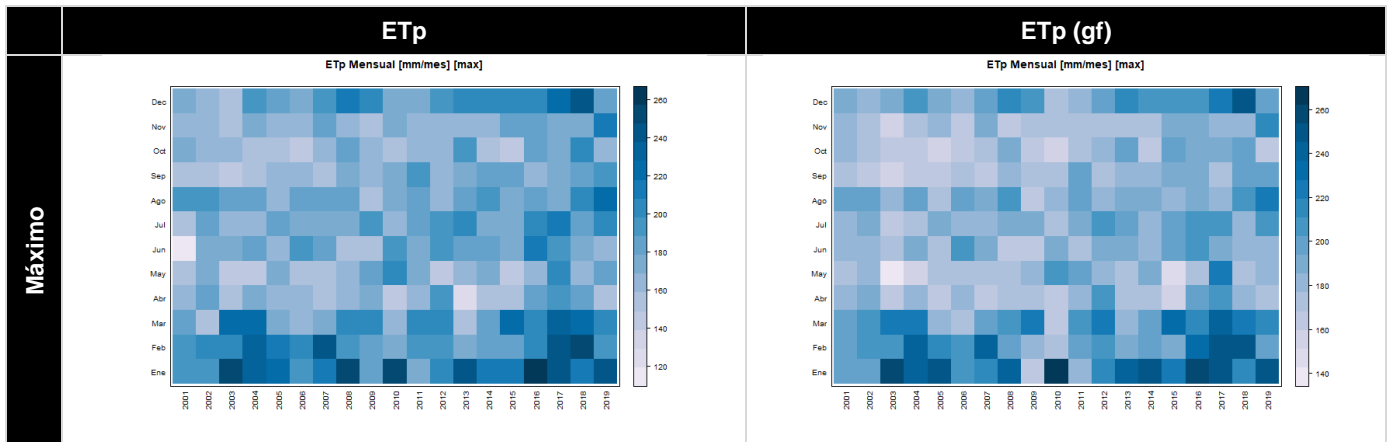 ETp
ETp (gf)
Máximo
ETp Mensual [mm/mes] [max]
Dec
Nov
Oct
Sep
Ago
Jul
Jun
May
Abr
Mar
Feb
Ene
2001 2002 2003 2004 2005 2006 2007 2008 2009 2010 2011 2012 2013 2014 2015 2016 2017 2018 2019
260
240
220
200
180
160
140
120
ETp Mensual [mm/mes] [max]
Dec
Nov
Oct
Sep
Ago
Jul
Jun
May
Abr
Mar
Feb
Ene
2001 2002 2003 2004 2005 2006 2007 2008 2009 2010 2011 2012 2013 2014 2015 2016 2017 2018 2019
260
240
220
200
180
160
140